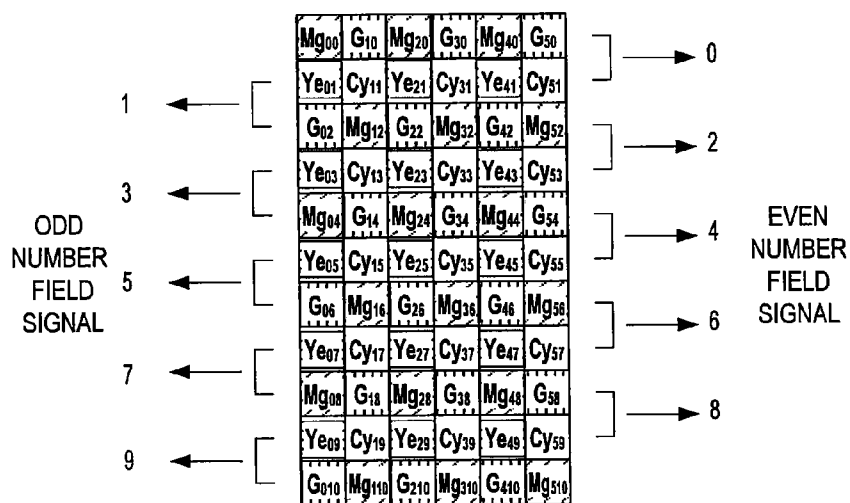 Mg00 G10 Mg20 G30 Mg40 G50
0
Ye01 Cy11 Ye21 Cy31 Ye41 Cy51
1
G02 Mg12 G22 Mg32 G42 Mg52
2
Ye03 Cy13 Ye23 Cy33 Ye43 Cy53
3
Mg04 G14 Mg24 G34 Mg44 G54
4
Ye05 Cy15 Ye25 Cy35 Ye45 Cy55
5
G06 Mg16 G26 Mg36 G46 Mg56
6
Ye07 Cy17 Ye27 Cy37 Ye47 Cy57
7
Mg08 G18 Mg28 G38 Mg48 G58
8
Ye09 Cy19 Ye29 Cy39 Ye49 Cy59
9
G010 Mg110 G210 Mg310 G410 Mg510
ODD
NUMBER
FIELD
SIGNAL
EVEN
NUMBER
FIELD
SIGNAL